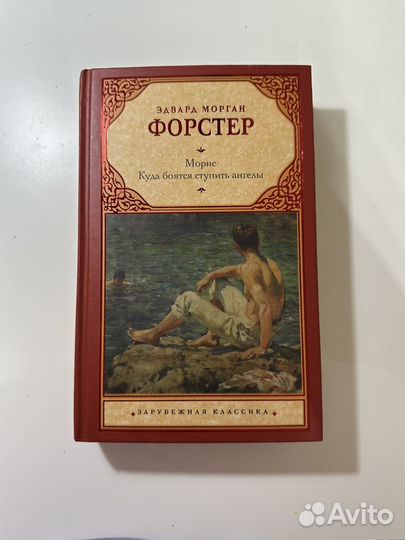 ЭДВАРД МОРГАН
ФОРСТЕР
Морис
Куда боятся ступить ангелы
ЗАРУБЕЖНАЯ КЛАССИКА
Avito